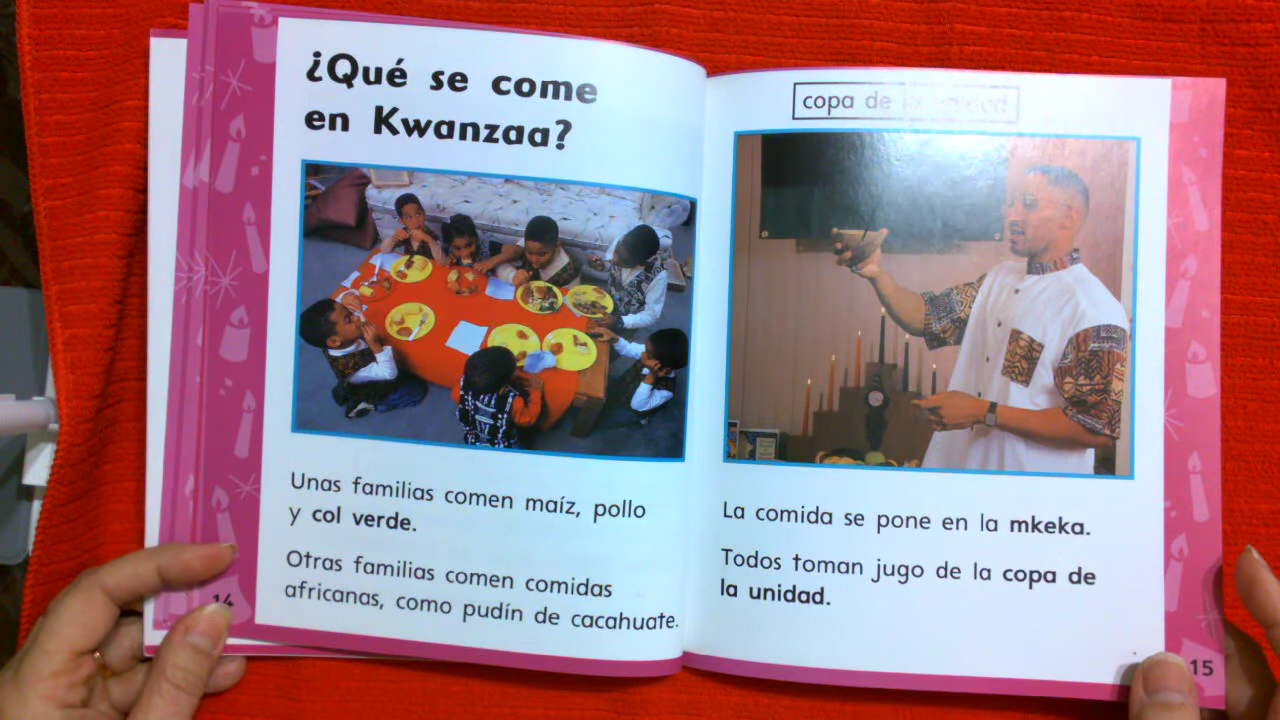 ¿Qué se come
en Kwanzaa?
Unas familias comen maíz, pollo
y col verde.
Otras familias comen comidas
africanas, como pudín de cacahuate.
14
copa de la unidad
La comida se pone en la mkeka.
Todos toman jugo de la copa de
la unidad.
15